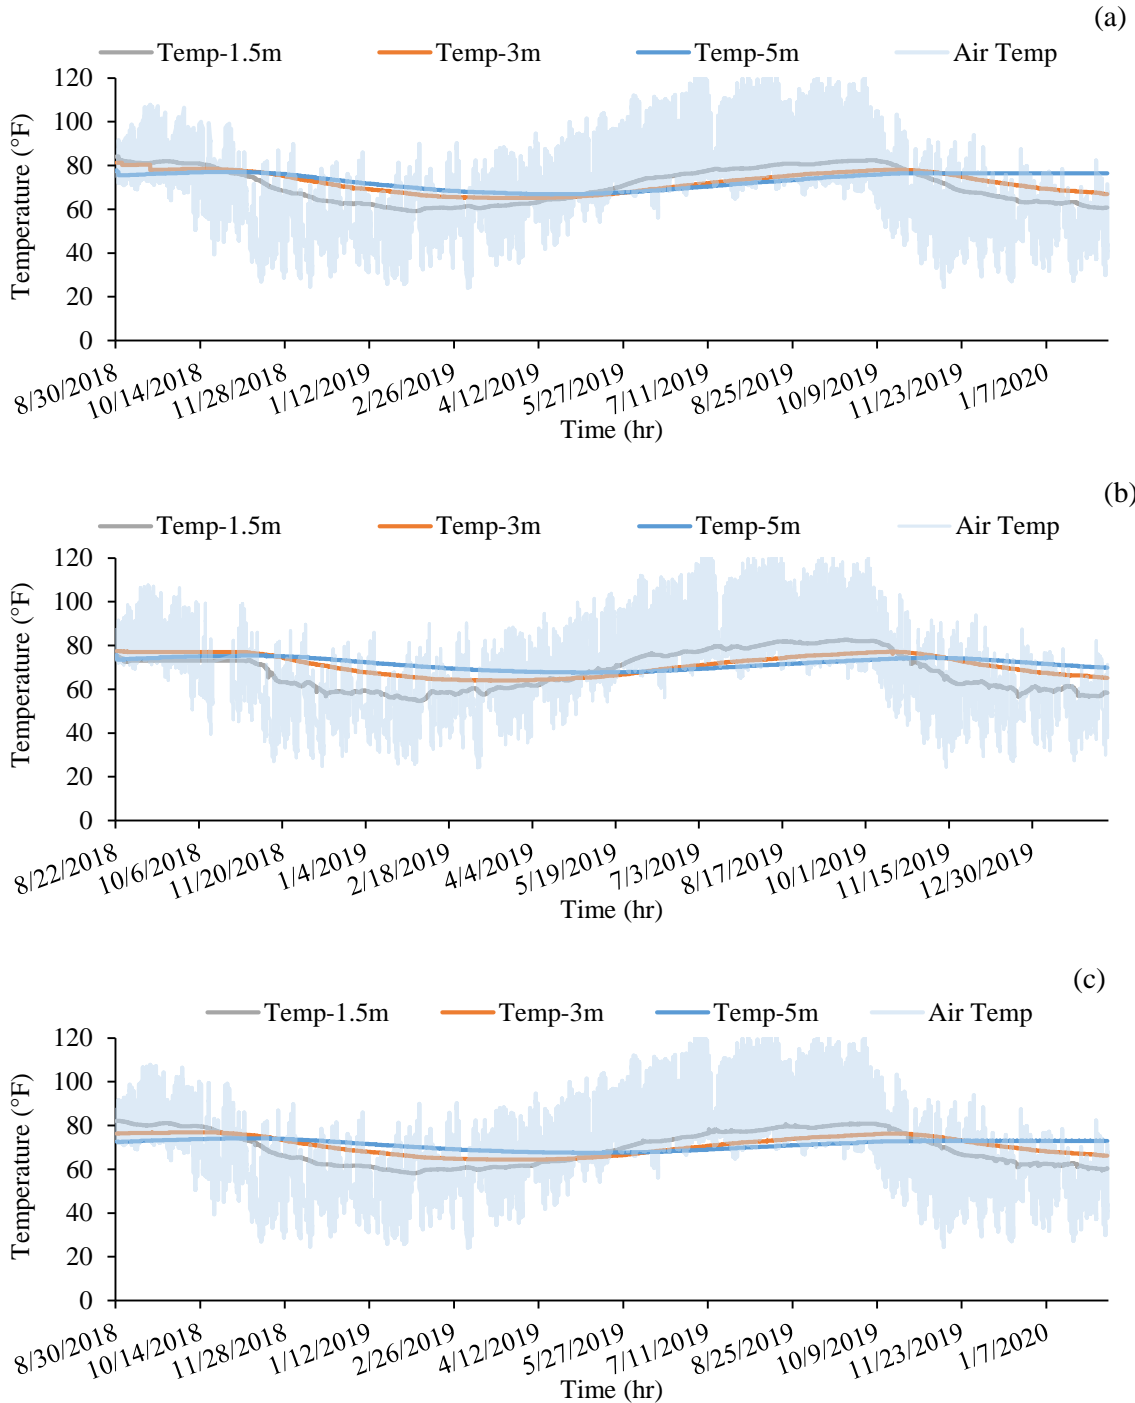 (a)
Temp-1.5m Temp-3m Temp-5m Air Temp
120
100
80
60
40
20
0
Temperature (°F)
8/30/2018 10/14/2018 11/28/2018 1/12/2019 2/26/2019 4/12/2019 5/27/2019 7/11/2019 8/25/2019 10/9/2019 11/23/2019 1/7/2020
Time (hr)
(b)
Temp-1.5m Temp-3m Temp-5m Air Temp
120
100
80
60
40
20
0
Temperature (°F)
8/22/2018 10/6/2018 11/20/2018 1/4/2019 2/18/2019 4/4/2019 5/19/2019 7/3/2019 8/17/2019 10/1/2019 11/15/2019 12/30/2019
Time (hr)
(c)
Temp-1.5m Temp-3m Temp-5m Air Temp
120
100
80
60
40
20
0
Temperature (°F)
8/30/2018 10/14/2018 11/28/2018 1/12/2019 2/26/2019 4/12/2019 5/27/2019 7/11/2019 8/25/2019 10/9/2019 11/23/2019 1/7/2020
Time (hr)